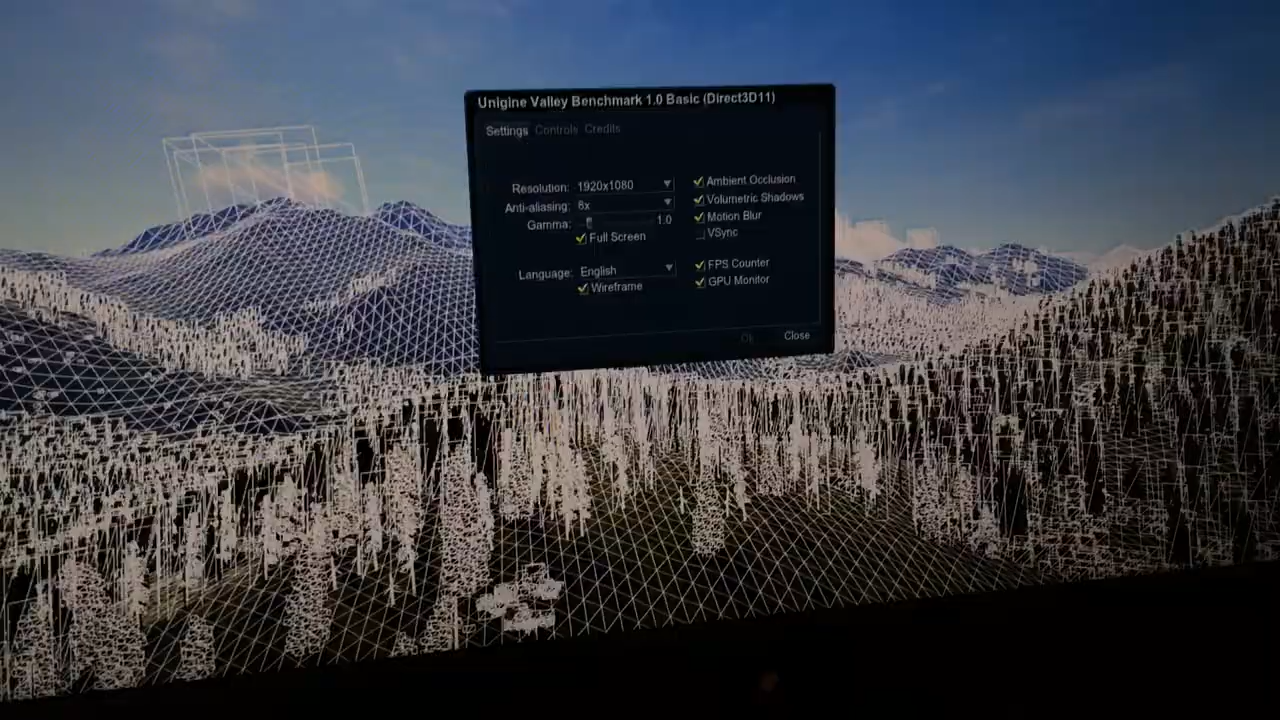 Unigine Valley Benchmark 1.0 Basic (Direct3D11)
Settings Controls Credits
Resolution: 1920x1080
Anti-aliasing: 8x
Gamma: 1.0
Full Screen
Language: English
Wireframe
Ambient Occlusion
Volumetric Shadows
Motion Blur
VSync
FPS Counter
GPU Monitor
Ok Close